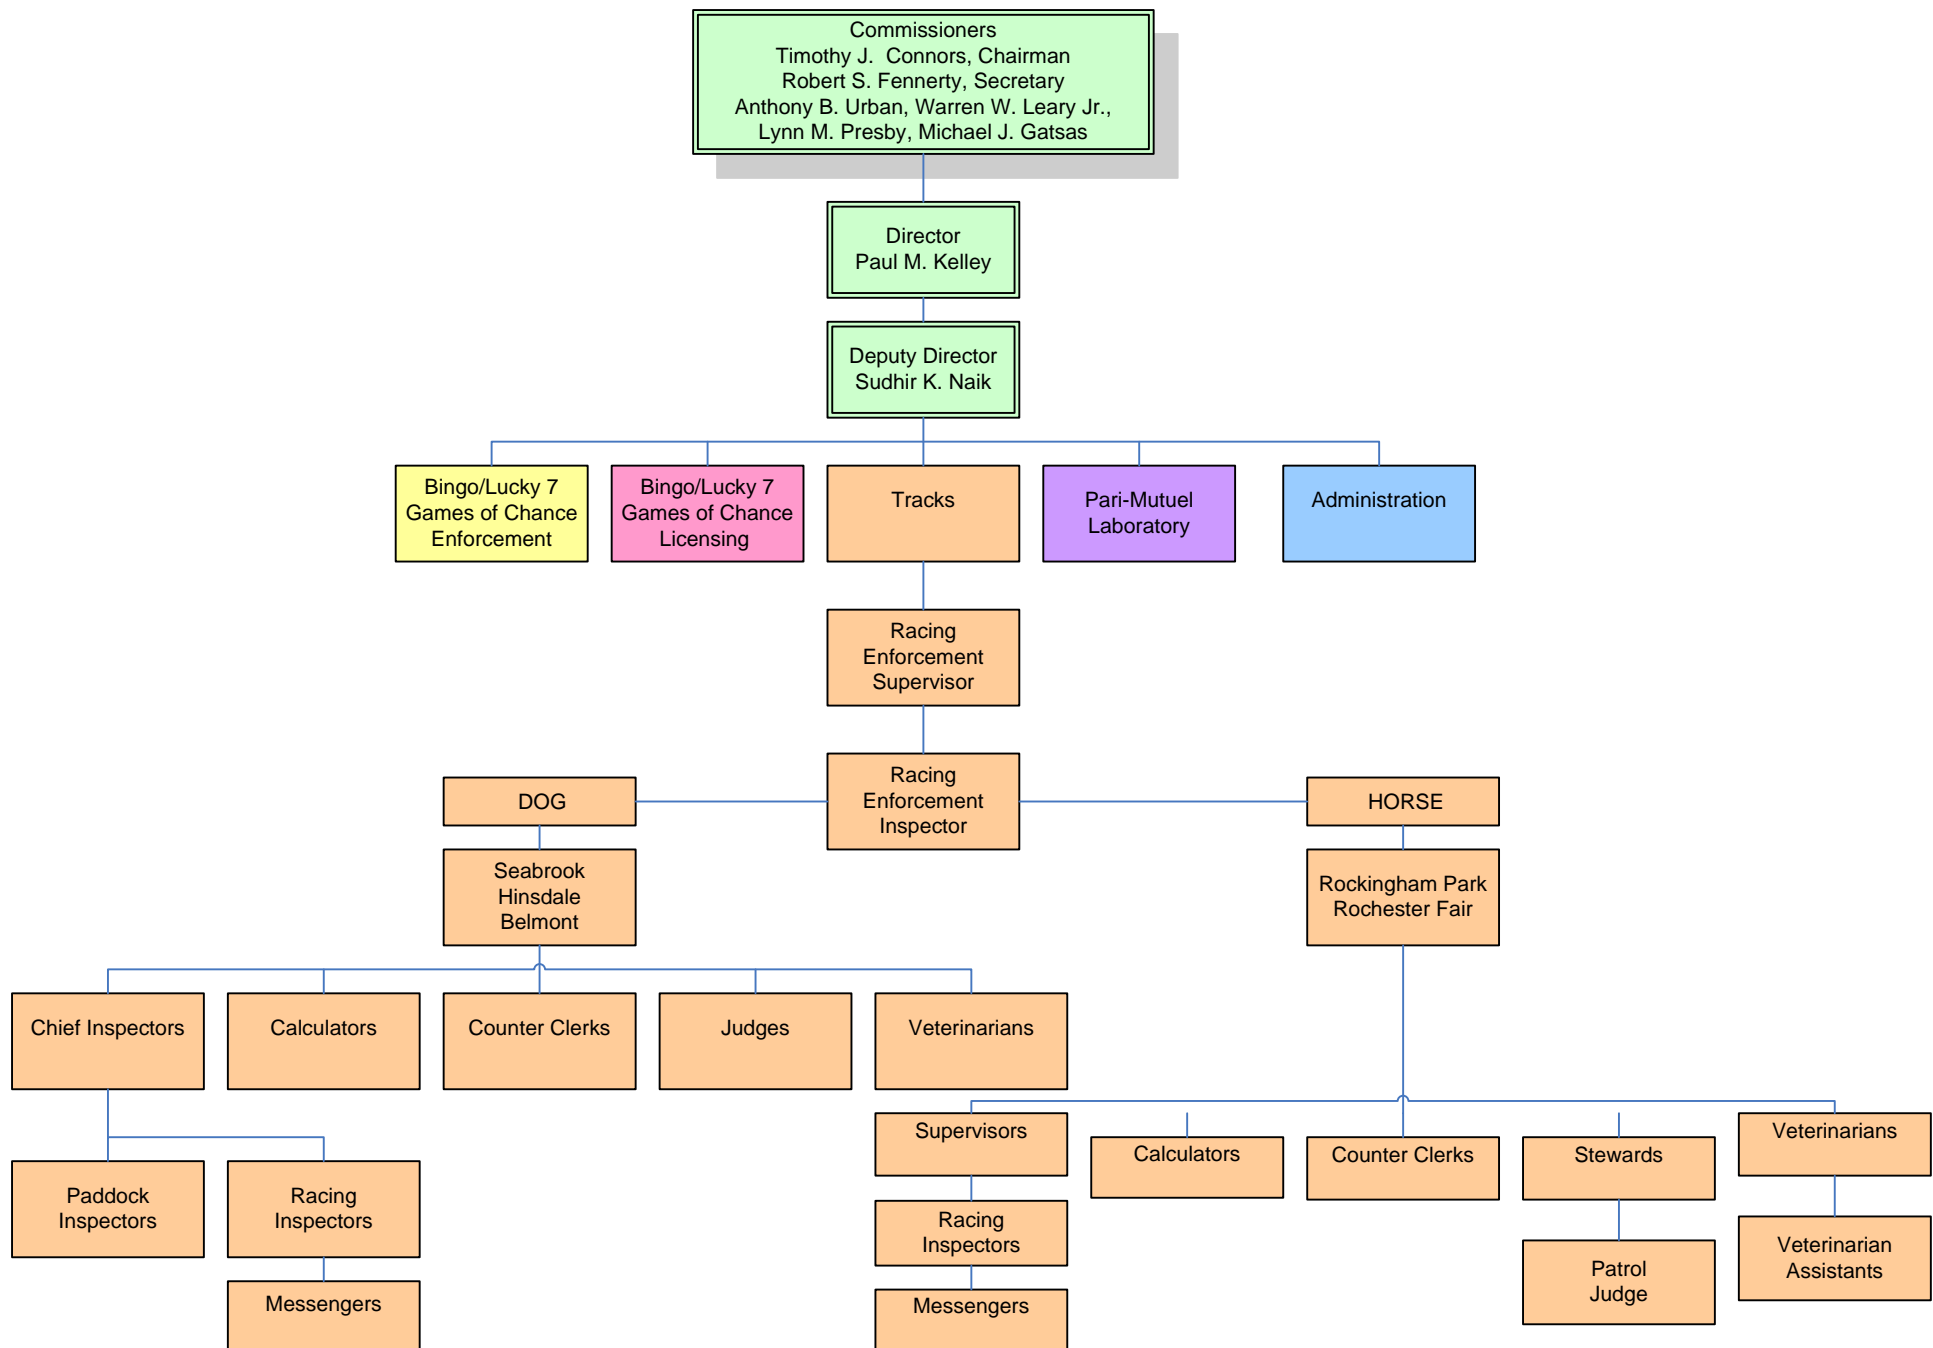 Commissioners
Timothy J. Connors, Chairman
Robert S. Fennerty, Secretary
Anthony B. Urban, Warren W. Leary Jr.,
Lynn M. Presby, Michael J. Gatsas
Director
Paul M. Kelley
Deputy Director
Sudhir K. Naik
Bingo/Lucky 7
Games of Chance
Enforcement
Bingo/Lucky 7
Games of Chance
Licensing
Tracks
Pari-Mutuel
Laboratory
Administration
Racing
Enforcement
Supervisor
Racing
Enforcement
Inspector
DOG
HORSE
Seabrook
Hinsdale
Belmont
Rockingham Park
Rochester Fair
Chief Inspectors
Calculators
Counter Clerks
Judges
Veterinarians
Supervisors
Calculators
Counter Clerks
Stewards
Veterinarians
Paddock
Inspectors
Racing
Inspectors
Racing
Inspectors
Patrol
Judge
Veterinarian
Assistants
Messengers
Messengers